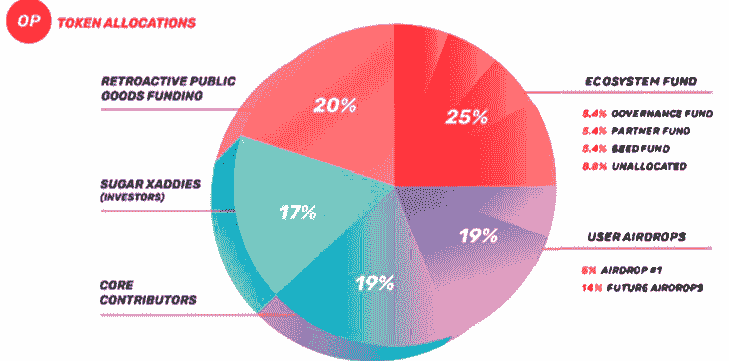 OP TOKEN ALLOCATIONS
RETROACTIVE PUBLIC
GOODS FUNDING
20%
SUGAR XADDIES
(INVESTORS)
17%
CORE
CONTRIBUTORS
19%
ECOSYSTEM FUND
25%
5.4% GOVERNANCE FUND
5.4% PARTNER FUND
5.4% SEED FUND
8.8% UNALLOCATED
USER AIRDROPS
19%
5% AIRDROP #1
14% FUTURE AIRDROPS